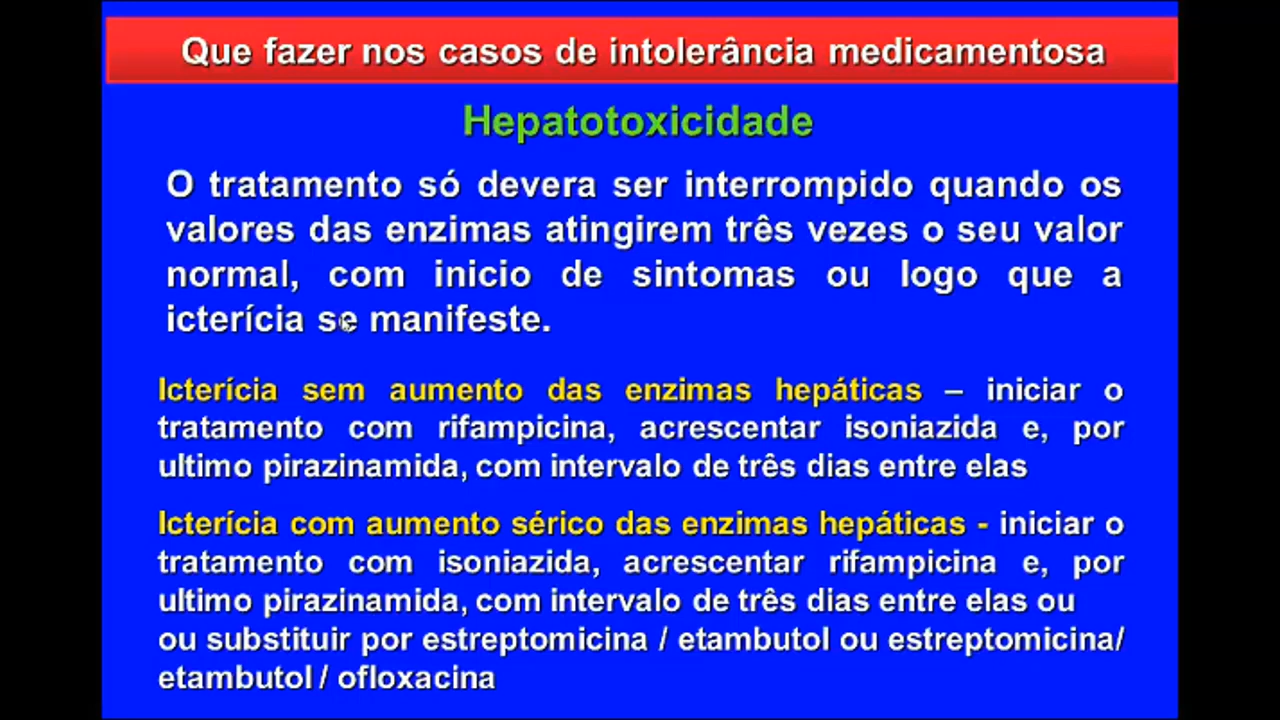 Que fazer nos casos de intolerância medicamentosa
Hepatotoxicidade
O tratamento só devera ser interrompido quando os
valores das enzimas atingirem três vezes o seu valor
normal, com inicio de sintomas ou logo que a
icterícia se manifeste.
Icterícia sem aumento das enzimas hepáticas – iniciar o
tratamento com rifampicina, acrescentar isoniazida e, por
ultimo pirazinamida, com intervalo de três dias entre elas
Icterícia com aumento sérico das enzimas hepáticas - iniciar o
tratamento com isoniazida, acrescentar rifampicina e, por
ultimo pirazinamida, com intervalo de três dias entre elas ou
ou substituir por estreptomicina / etambutol ou estreptomicina/
etambutol / ofloxacina